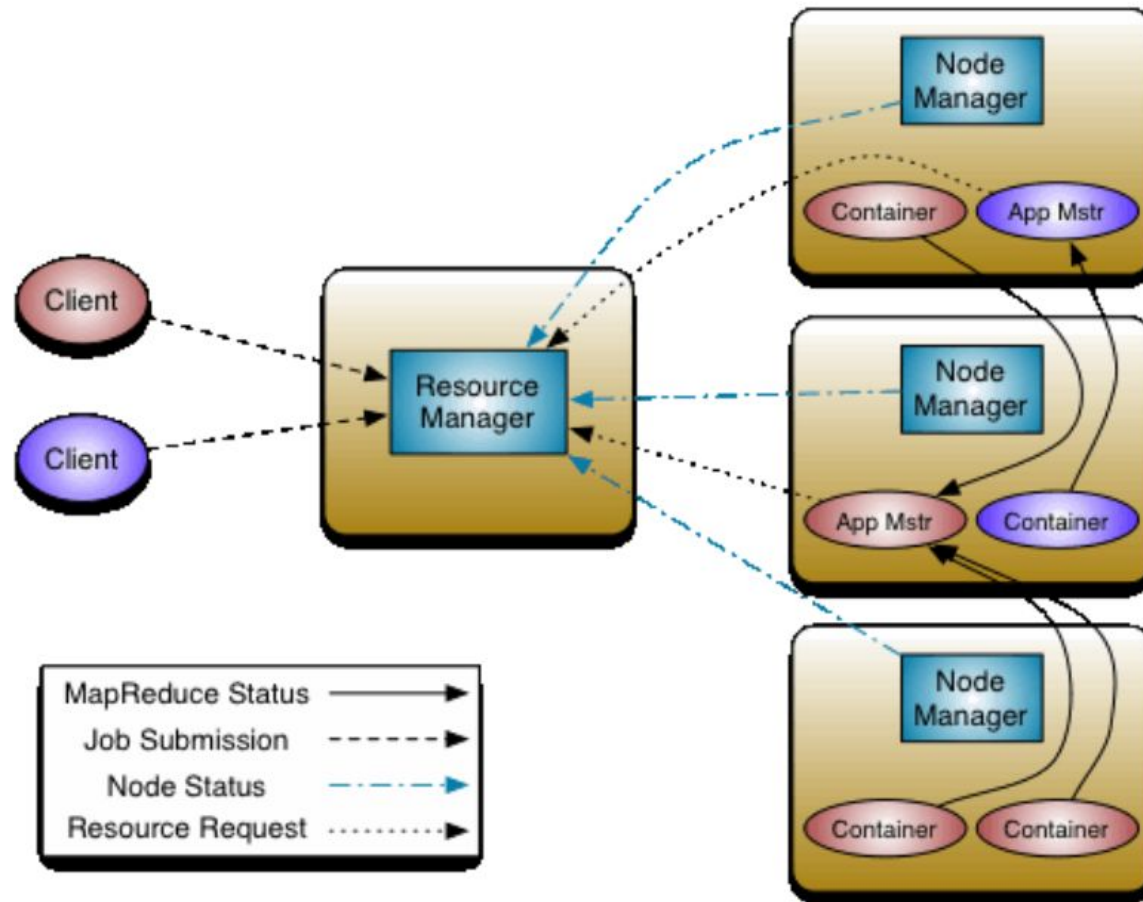 Client
Client
Resource
Manager
Node
Manager
Container
App Mstr
Node
Manager
App Mstr
Container
Node
Manager
Container
Container
MapReduce Status
Job Submission
Node Status
Resource Request